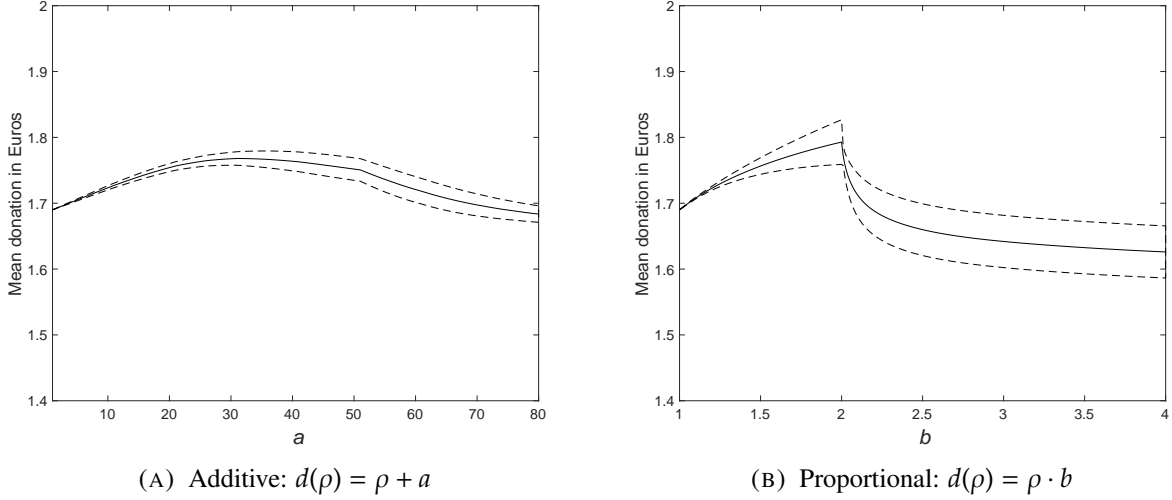 2
1.9
1.8
1.7
1.6
1.5
1.4
Mean donation in Euros
10 20 30 40 50 60 70 80
a
(A) Additive: d(ρ) = ρ + a
2
1.9
1.8
1.7
1.6
1.5
1.4
Mean donation in Euros
1 1.5 2 2.5 3 3.5 4
b
(B) Proportional: d(ρ) = ρ · b